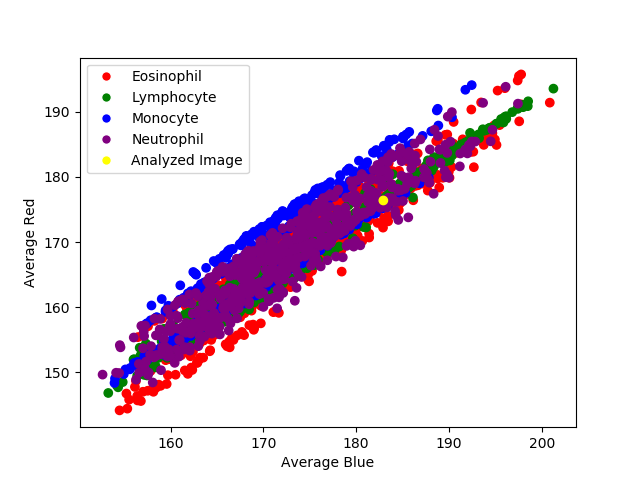 Eosinophil
Lymphocyte
Monocyte
Neutrophil
Analyzed Image
190
180
170
160
150
Average Red
160 170 180 190 200
Average Blue